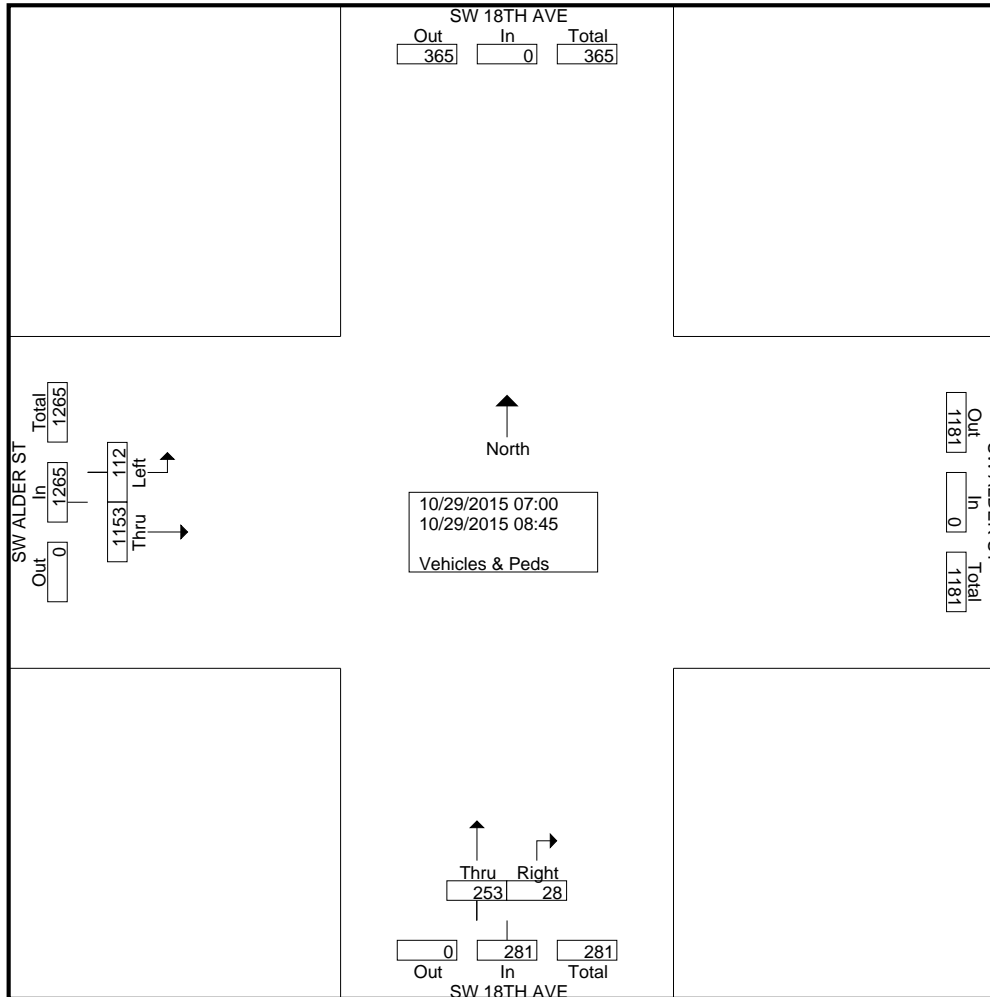 SW 18TH AVE
Out In Total
365 0 365
SW ALDER ST
Total In Out
1265 1265 0
112 1153
Left Thru
North
10/29/2015 07:00
10/29/2015 08:45
Vehicles & Peds
Out In Total
1181 0 1181
Thru Right
253 28
0 281 281
Out In Total
SW 18TH AVE